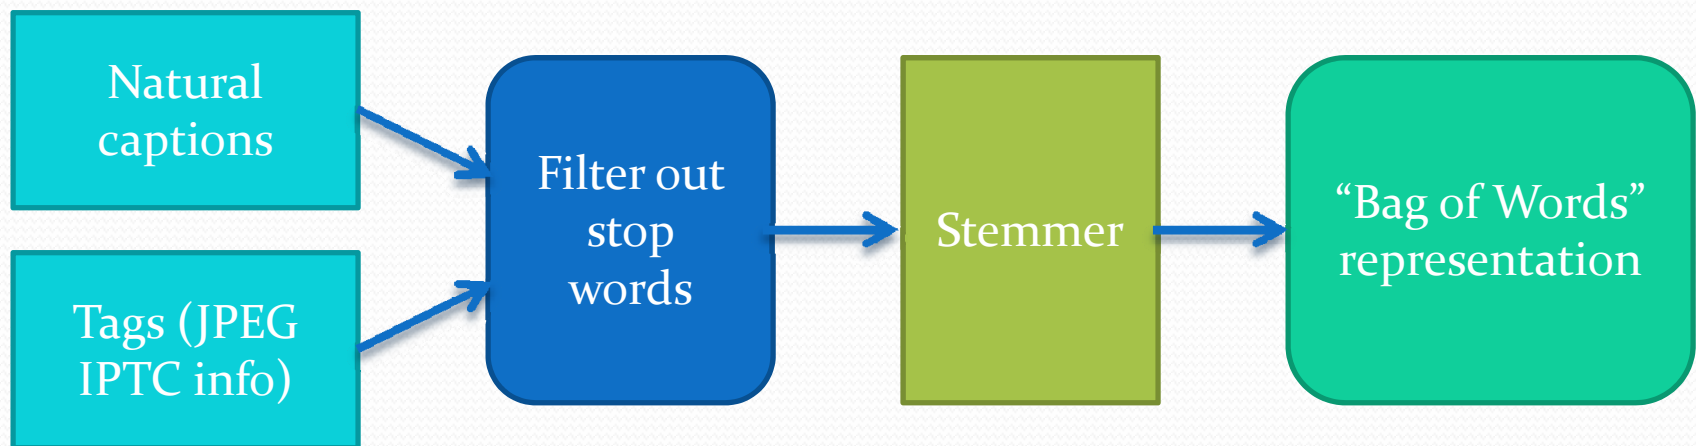 Natural
captions
Tags (JPEG
IPTC info)
Filter out
stop
words
Stemmer
“Bag of Words”
representation